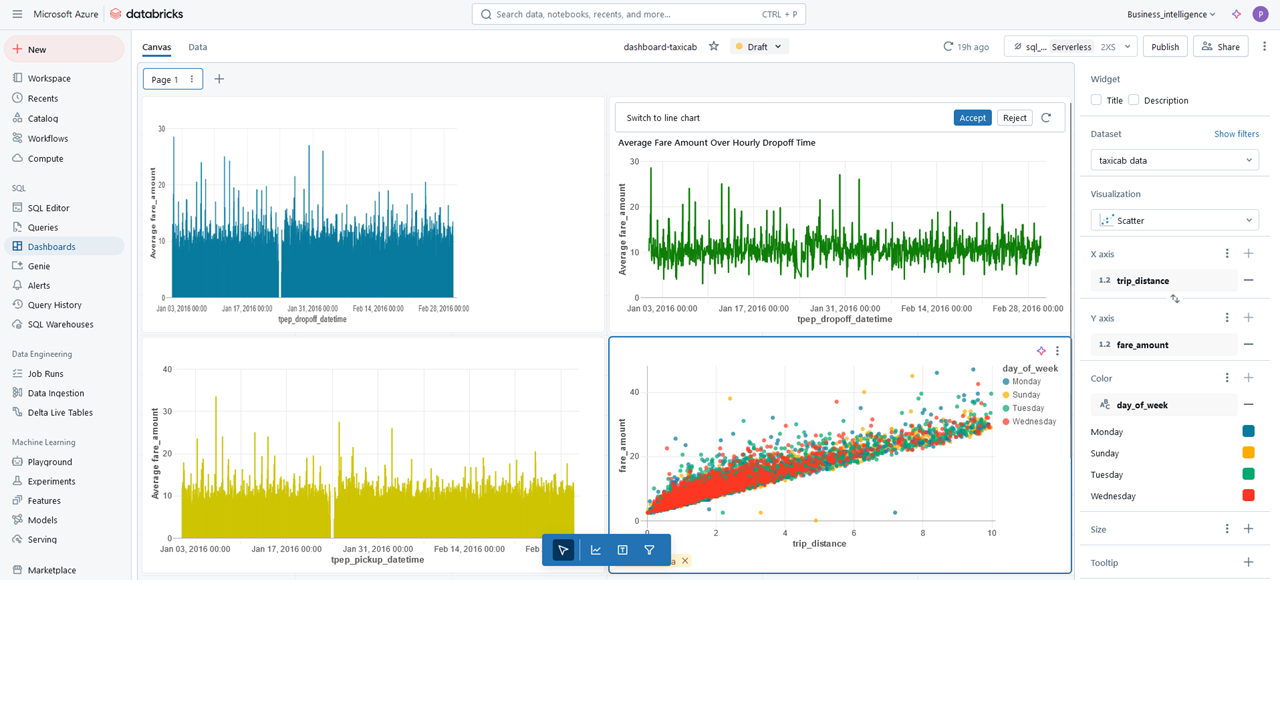 Microsoft Azure databricks
Search data, notebooks, recents, and more... CTRL + P
Business_intelligence
P
New
Workspace
Recents
Catalog
Workflows
Compute
SQL
SQL Editor
Queries
Dashboards
Genie
Alerts
Query History
SQL Warehouses
Data Engineering
Job Runs
Data Ingestion
Delta Live Tables
Machine Learning
Playground
Experiments
Features
Models
Serving
Marketplace
Canvas Data
dashboard-taxicab
Draft
19h ago
sql_... Serverless 2XS
Publish
Share
Page 1
Average fare_amount
30
20
10
0
Jan 03, 2016 00:00 Jan 17, 2016 00:00 Jan 31, 2016 00:00 Feb 14, 2016 00:00 Feb 28, 2016 00:00
tpep_dropoff_datetime
Switch to line chart
Accept Reject
Average Fare Amount Over Hourly Dropoff Time
Average fare_amount
30
20
10
0
Jan 03, 2016 00:00 Jan 17, 2016 00:00 Jan 31, 2016 00:00 Feb 14, 2016 00:00 Feb 28, 2016 00:00
tpep_dropoff_datetime
Average fare_amount
40
30
20
10
0
Jan 03, 2016 00:00 Jan 17, 2016 00:00 Jan 31, 2016 00:00 Feb 14, 2016 00:00 Feb
tpep_pickup_datetime
fare_amount
40
20
0
0 2 4 6 8 10
trip_distance
day_of_week
Monday
Sunday
Tuesday
Wednesday
a
Widget
Title Description
Dataset Show filters
taxicab data
Visualization
Scatter
X axis
1.2 trip_distance
Y axis
1.2 fare_amount
Color
day_of_week
Monday
Sunday
Tuesday
Wednesday
Size
Tooltip